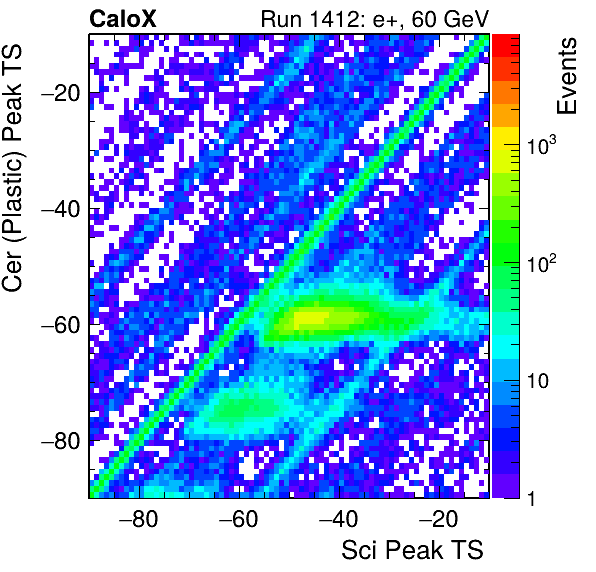 CaloX Run 1412: e+, 60 GeV
Cer (Plastic) Peak TS
−20
−40
−60
−80
−80 −60 −40 −20
Sci Peak TS
Events
10³
10²
10
1